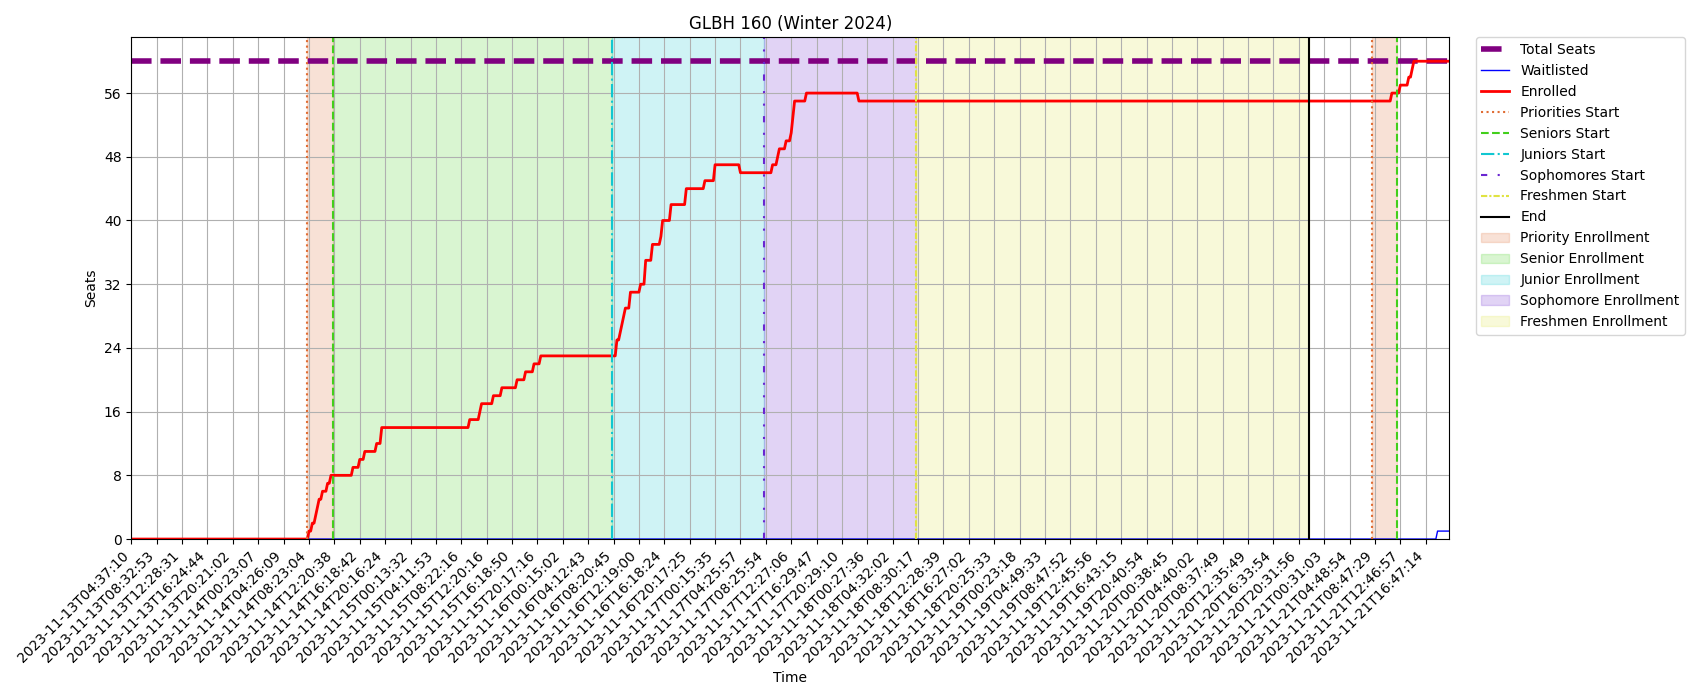 GLBH 160 (Winter 2024)
Total Seats
Waitlisted
Enrolled
Priorities Start
Seniors Start
Juniors Start
Sophomores Start
Freshmen Start
End
Priority Enrollment
Senior Enrollment
Junior Enrollment
Sophomore Enrollment
Freshmen Enrollment
Seats
56
48
40
32
24
16
8
0
2023-11-13T04:37:10
2023-11-13T08:32:53
2023-11-13T12:28:31
2023-11-13T16:24:44
2023-11-13T20:21:02
2023-11-14T00:23:07
2023-11-14T04:26:09
2023-11-14T08:23:04
2023-11-14T12:20:38
2023-11-14T16:18:42
2023-11-14T20:16:24
2023-11-15T00:13:32
2023-11-15T04:11:53
2023-11-15T08:22:16
2023-11-15T12:20:16
2023-11-15T16:18:50
2023-11-15T20:17:16
2023-11-16T00:15:02
2023-11-16T04:12:43
2023-11-16T08:20:45
2023-11-16T12:19:00
2023-11-16T16:18:24
2023-11-16T20:17:25
2023-11-17T00:15:35
2023-11-17T04:25:57
2023-11-17T08:25:54
2023-11-17T12:27:06
2023-11-17T16:29:47
2023-11-17T20:29:10
2023-11-18T00:27:36
2023-11-18T04:32:02
2023-11-18T08:30:17
2023-11-18T12:28:39
2023-11-18T16:27:02
2023-11-18T20:25:33
2023-11-19T00:23:18
2023-11-19T04:49:33
2023-11-19T08:47:52
2023-11-19T12:45:56
2023-11-19T16:43:15
2023-11-19T20:40:54
2023-11-20T00:38:45
2023-11-20T04:40:02
2023-11-20T08:37:49
2023-11-20T12:35:49
2023-11-20T16:33:54
2023-11-20T20:31:56
2023-11-21T00:31:03
2023-11-21T04:48:54
2023-11-21T08:47:29
2023-11-21T12:46:57
2023-11-21T16:47:14
Time